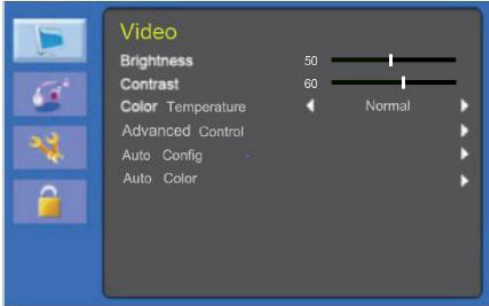 Video
Brightness 50
Contrast 60
Color Temperature Normal
Advanced Control
Auto Config -
Auto Color